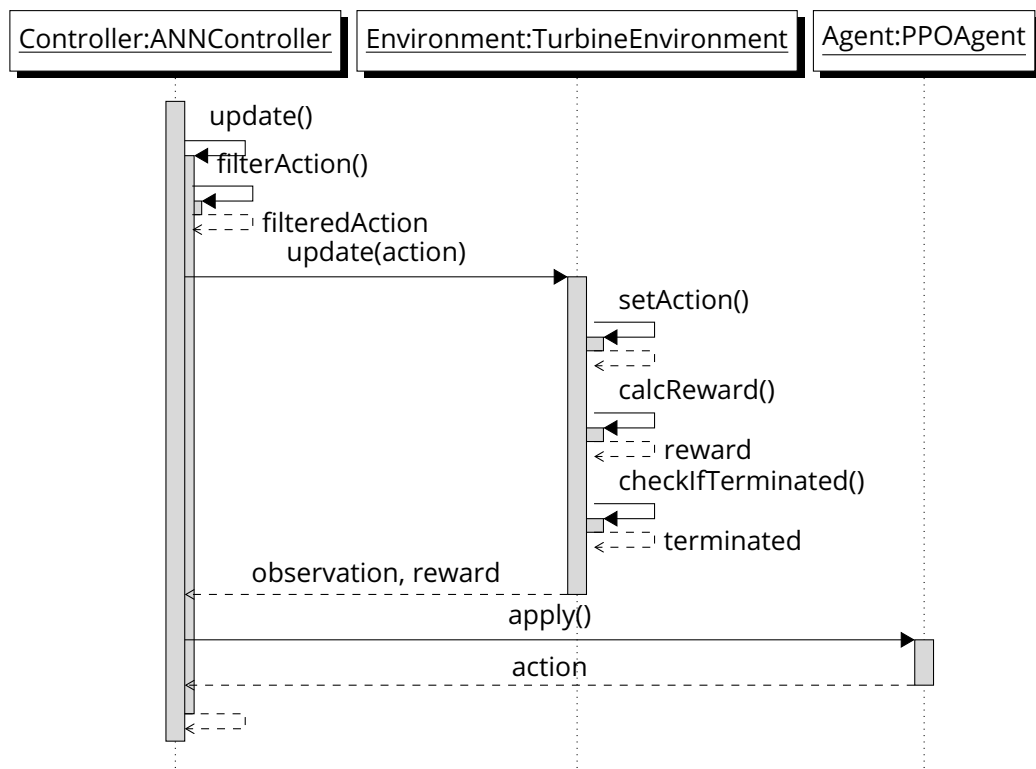 Controller:ANNController
Environment:TurbineEnvironment
Agent:PPOAgent
update()
filterAction()
filteredAction
update(action)
setAction()
calcReward()
reward
checkIfTerminated()
terminated
observation, reward
apply()
action